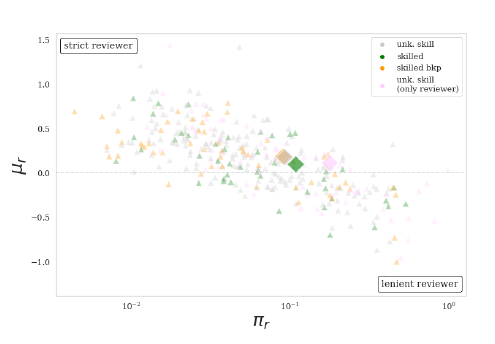 strict reviewer
unk. skill
skilled
skilled bkp
unk. skill
(only reviewer)
1.5
1.0
0.5
0.0
−0.5
−1.0
μr
lenient reviewer
10−2
10−1
100
πr